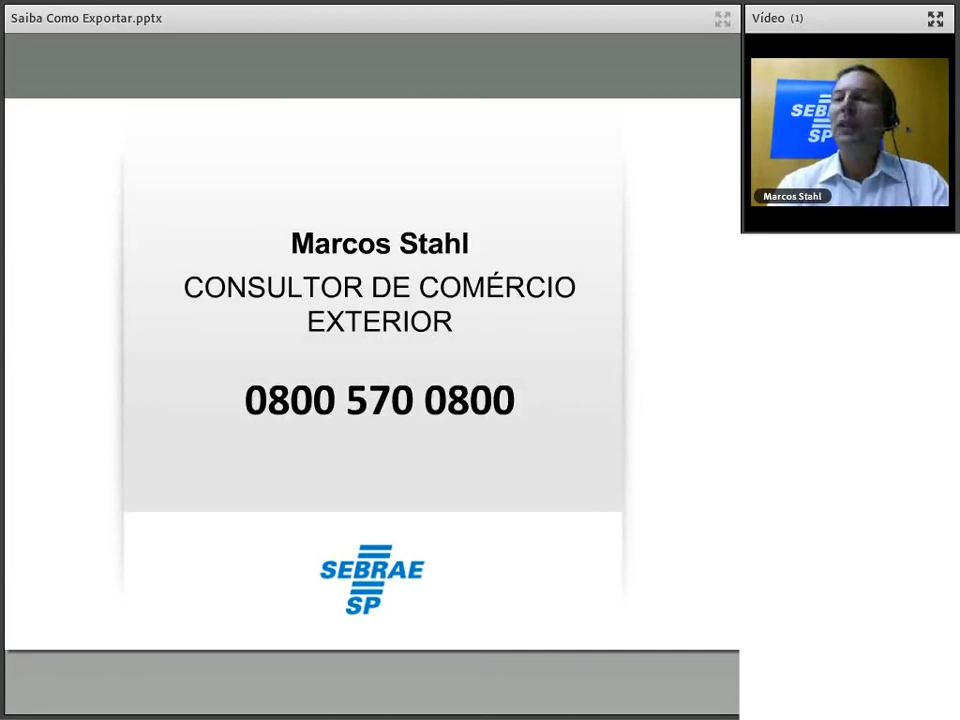 Saiba Como Exportar.pptx
Vídeo (1)
SEB
SP
Marcos Stahl
Marcos Stahl
CONSULTOR DE COMÉRCIO
EXTERIOR
0800 570 0800
SEBRAE
SP